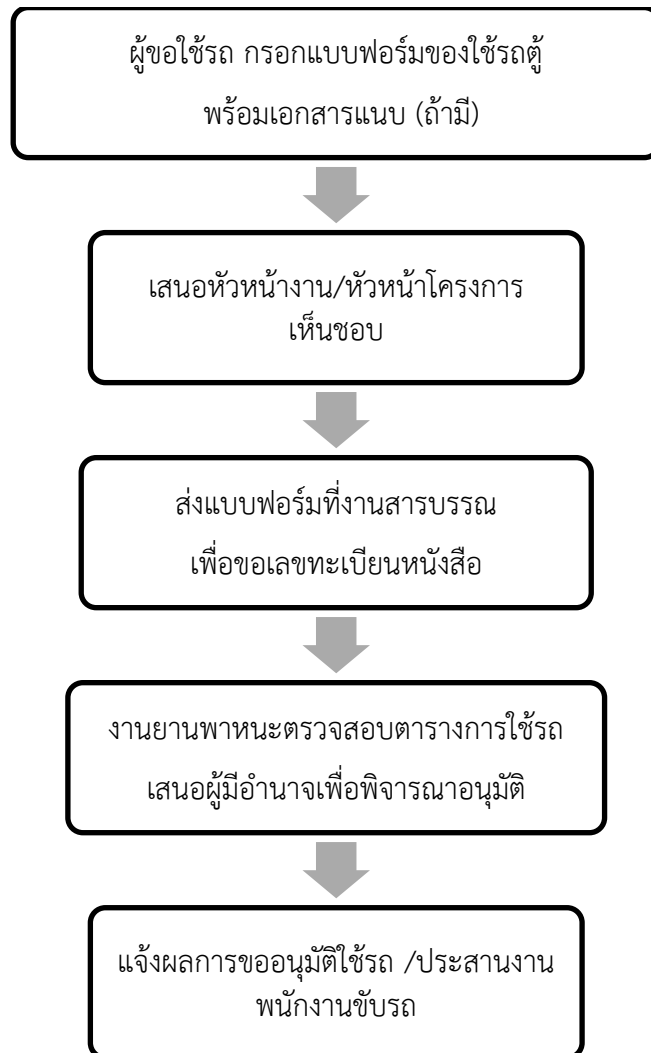 ผู้ขอใช้รถ กรอกแบบฟอร์มของใช้รถตู้
พร้อมเอกสารแนบ (ถ้ามี)
เสนอหัวหน้างาน/หัวหน้าโครงการ
เห็นชอบ
ส่งแบบฟอร์มที่งานสารบรรณ
เพื่อขอเลขทะเบียนหนังสือ
งานยานพาหนะตรวจสอบตารางการใช้รถ
เสนอผู้มีอำนาจเพื่อพิจารณาอนุมัติ
แจ้งผลการขออนุมัติใช้รถ /ประสานงาน
พนักงานขับรถ